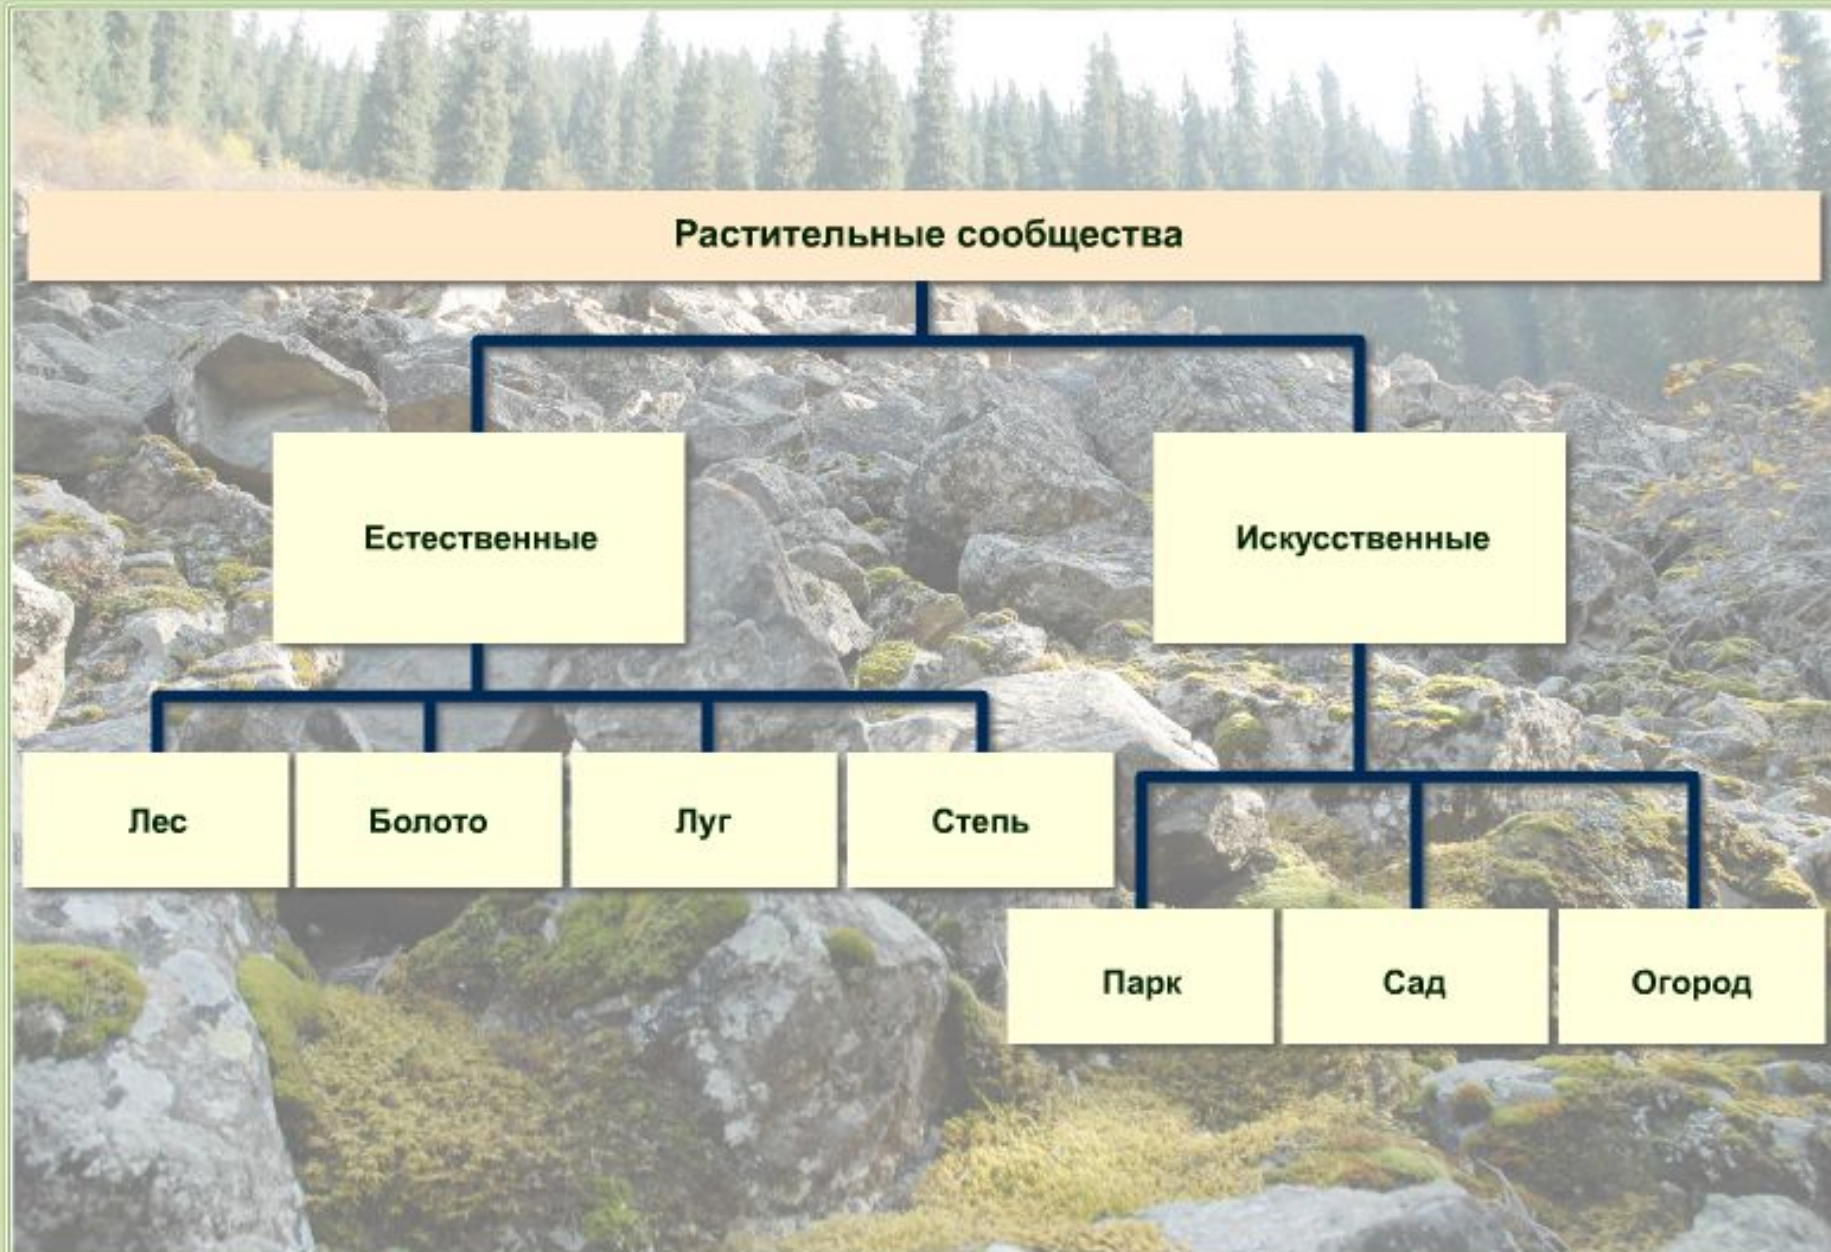 Растительные сообщества
Естественные
Искусственные
Лес
Болото
Луг
Степь
Парк
Сад
Огород